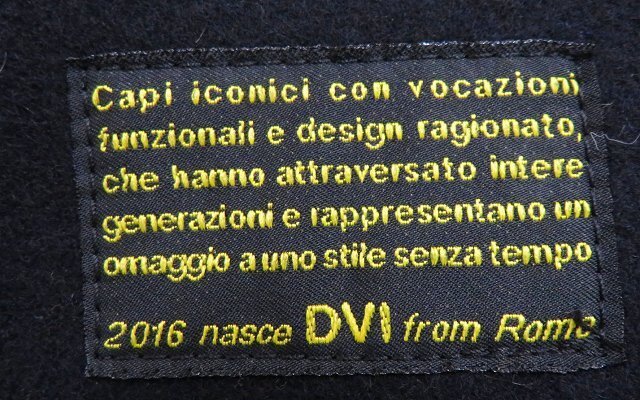 Capi iconici con vocazioni
funzionali e design ragionato,
che hanno attraversato intere
generazioni e rappresentano un
omaggio a uno stile senza tempo
2016 nasce DVI from Roma